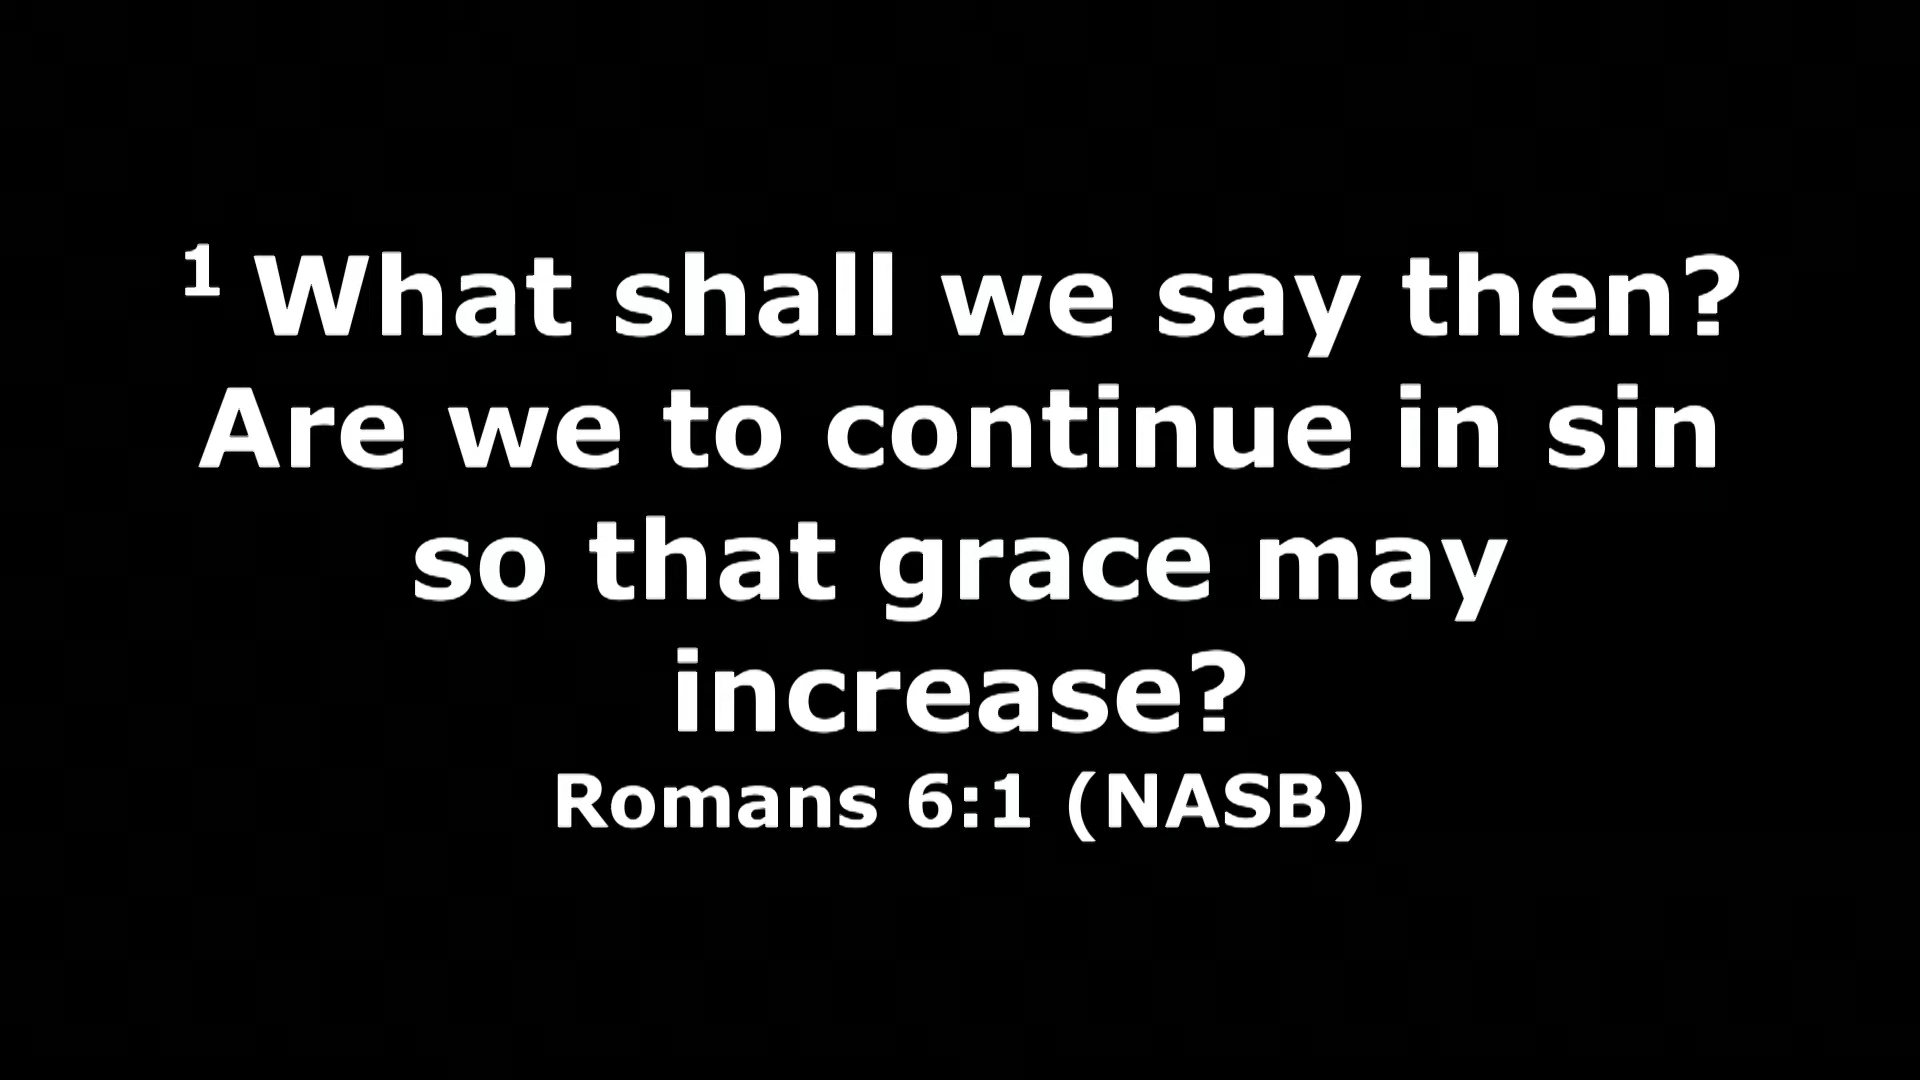 1 What shall we say then?
Are we to continue in sin
so that grace may
increase?
Romans 6:1 (NASB)